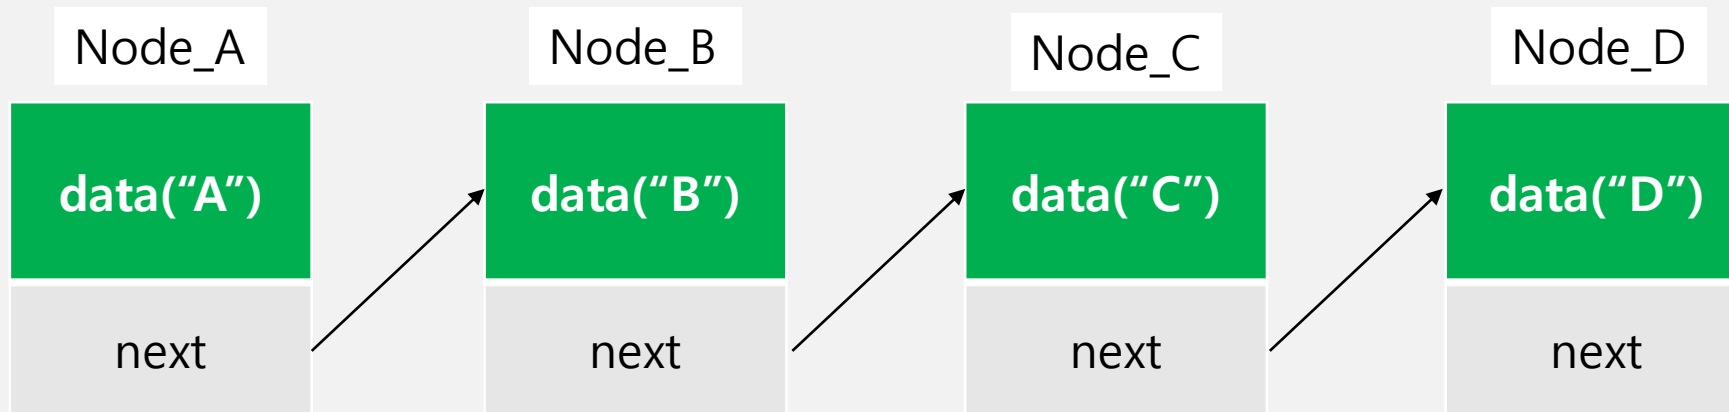 Node_A
Node_B
Node_C
Node_D
data(“A”)
data(“B”)
data(“C”)
data(“D”)
next
next
next
next